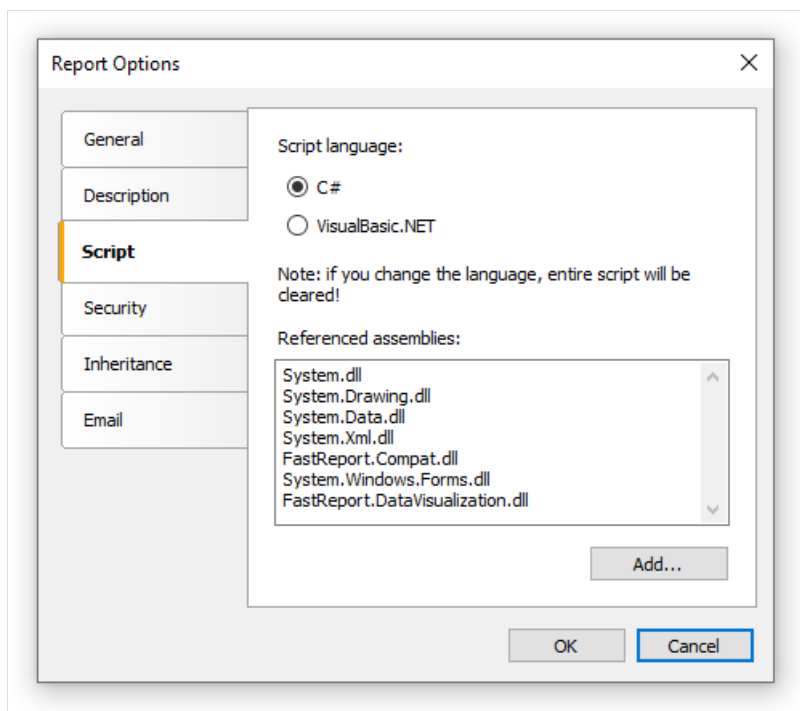 Report Options
General
Description
Script
Security
Inheritance
Email
Script language:
C#
VisualBasic.NET
Note: if you change the language, entire script will be
cleared!
Referenced assemblies:
System.dll
System.Drawing.dll
System.Data.dll
System.Xml.dll
FastReport.Compat.dll
System.Windows.Forms.dll
FastReport.DataVisualization.dll
Add...
OK
Cancel